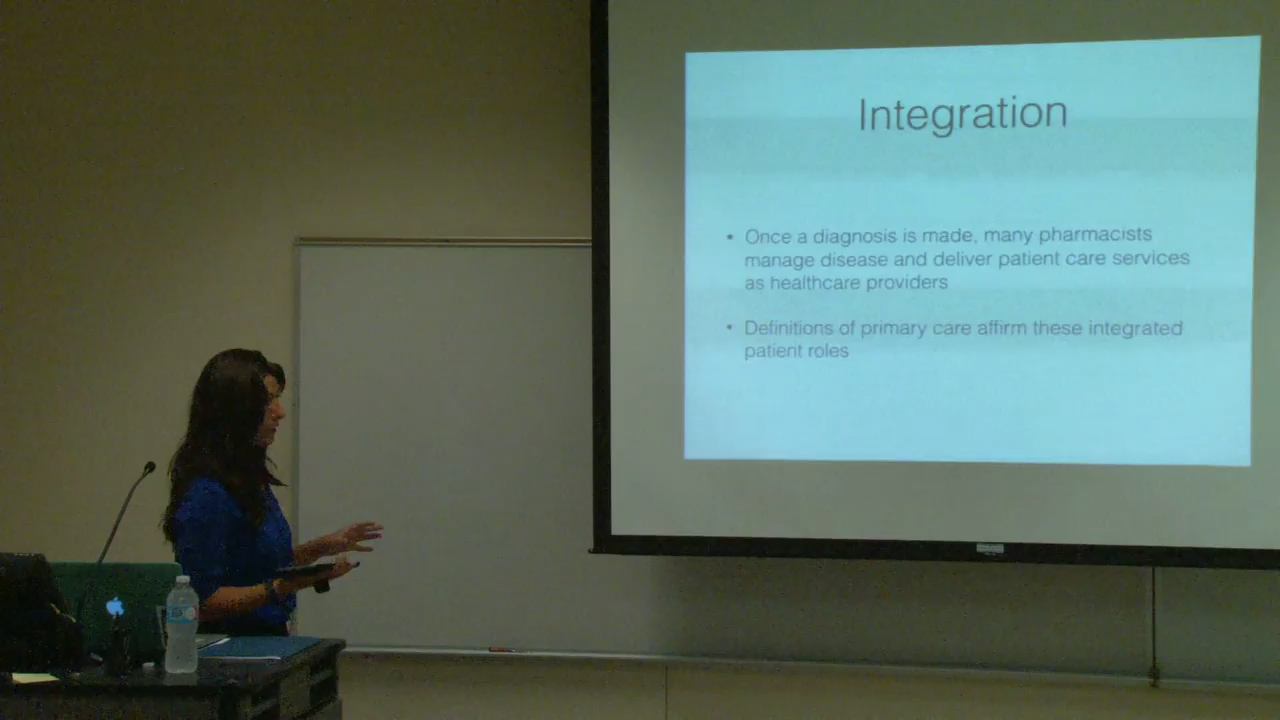 Integration
• Once a diagnosis is made, many pharmacists
manage disease and deliver patient care services
as healthcare providers
• Definitions of primary care affirm these integrated
patient roles